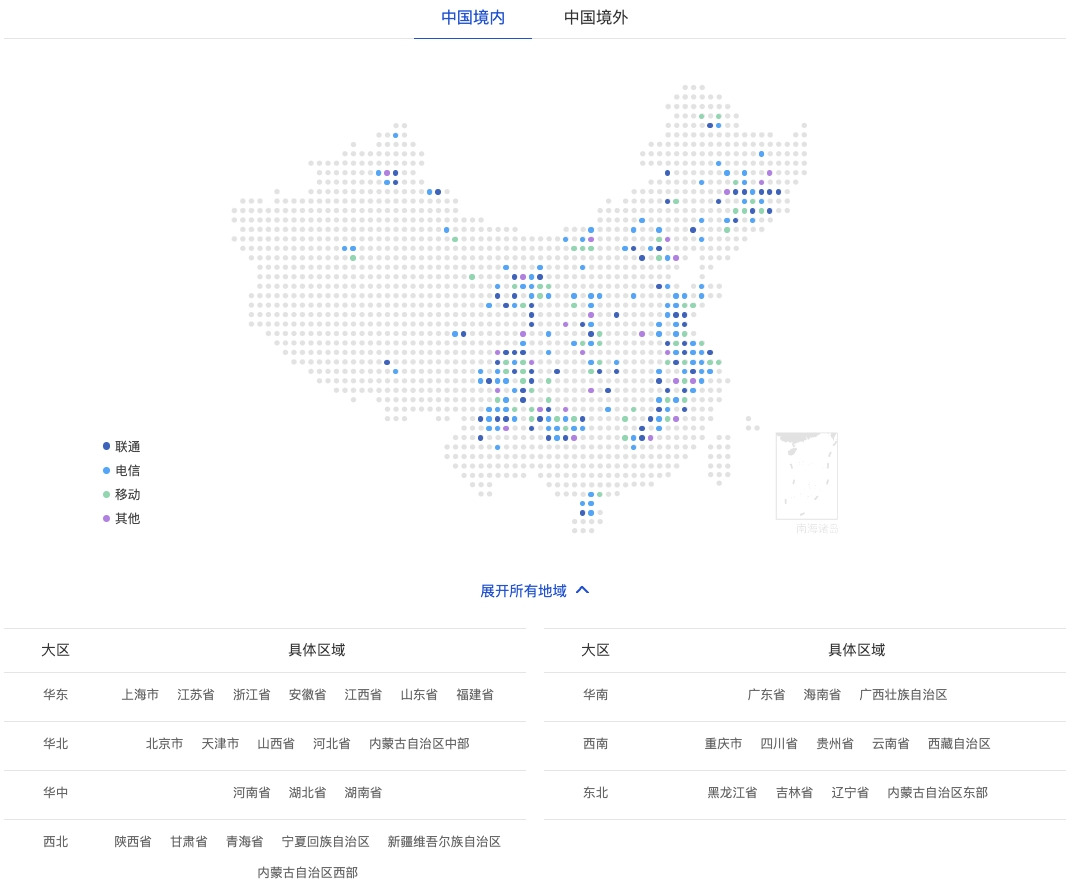 中国境内 中国境外
联通
电信
移动
其他
南海诸岛
展开所有地域
大区 具体区域 大区 具体区域
华东 上海市 江苏省 浙江省 安徽省 江西省 山东省 福建省 华南 广东省 海南省 广西壮族自治区
华北 北京市 天津市 山西省 河北省 内蒙古自治区中部 西南 重庆市 四川省 贵州省 云南省 西藏自治区
华中 河南省 湖北省 湖南省 东北 黑龙江省 吉林省 辽宁省 内蒙古自治区东部
西北 陕西省 甘肃省 青海省 宁夏回族自治区 新疆维吾尔族自治区
内蒙古自治区西部